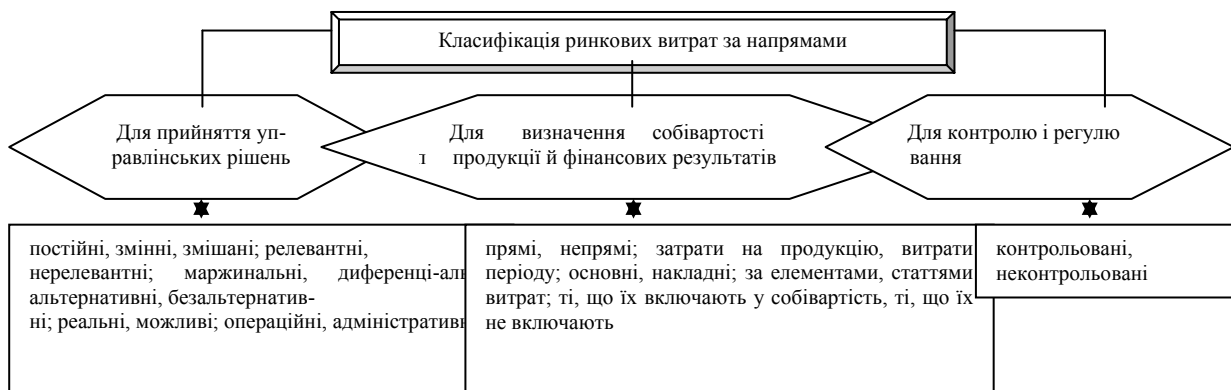 Класифікація ринкових витрат за напрямами
Для прийняття уп-
равлінських рішень
Для визначення собівартості
продукції й фінансових результатів
Для контролю і регулю
вання
постійні, змінні, змішані; релевантні,
нерелевантні; маржинальні, диференці-аль
альтернативні, безальтернатив-
ні; реальні, можливі; операційні, адміністративн
прямі, непрямі; затрати на продукцію, витрати
періоду; основні, накладні; за елементами, статтями
витрат; ті, що їх включають у собівартість, ті, що їх
не включають
контрольовані,
неконтрольовані